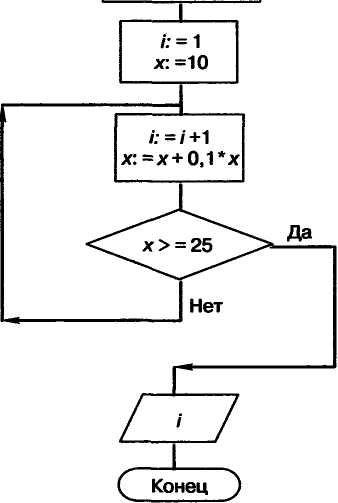 i: = 1
x: =10
i: = i +1
x: = x + 0,1* x
x > = 25
Да
Нет
i
Конец